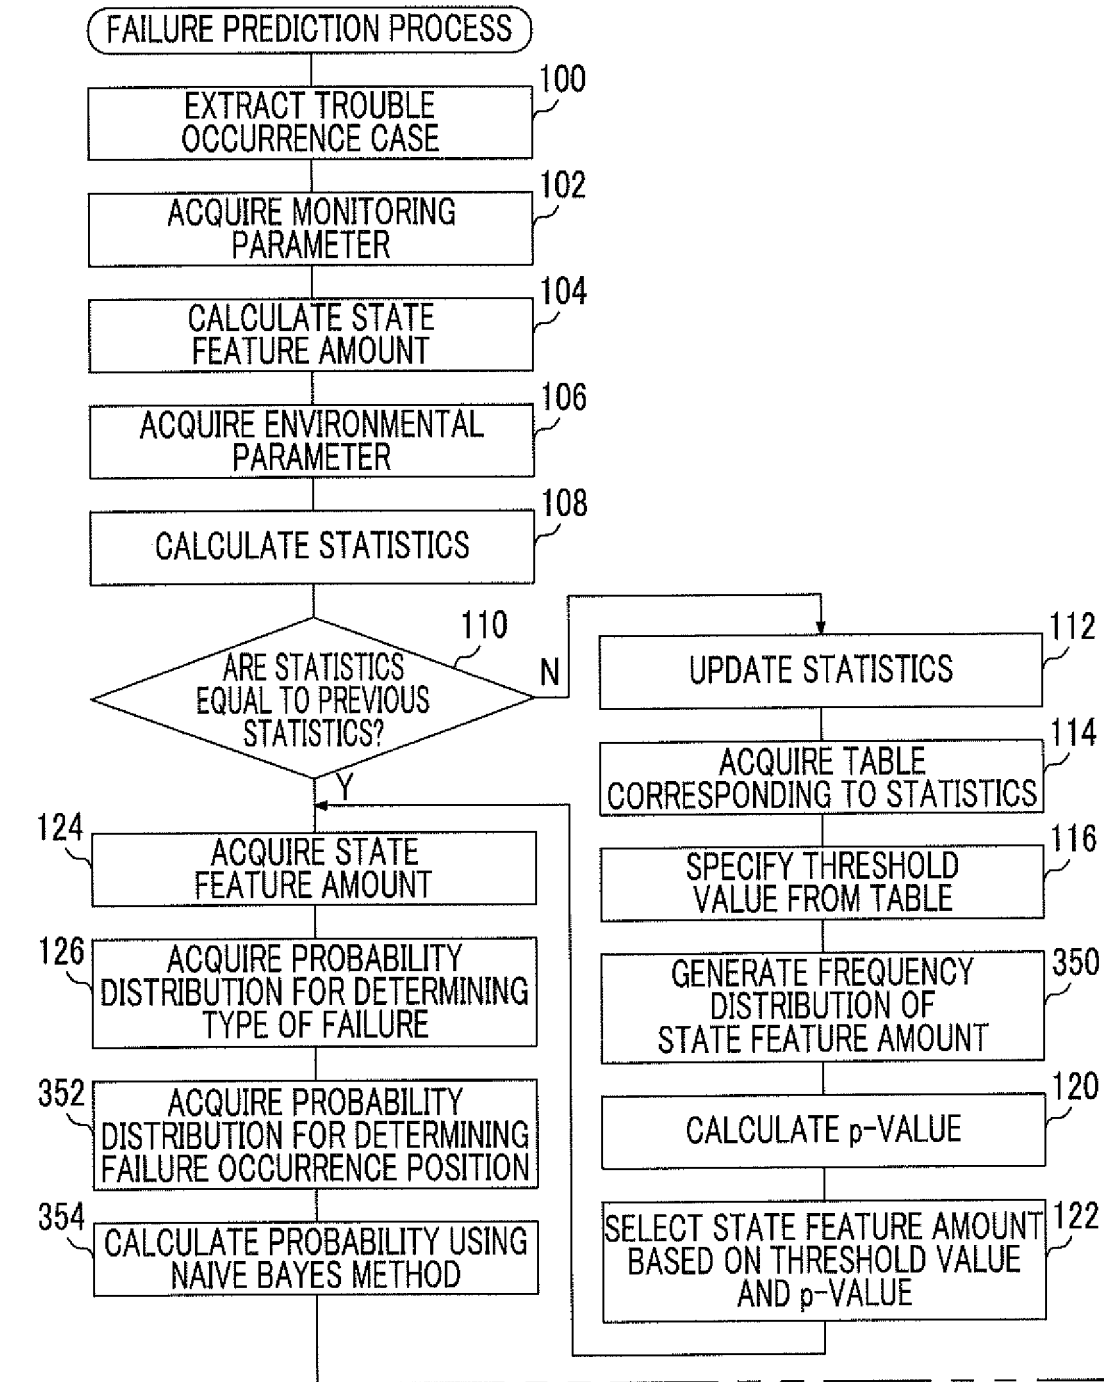 FAILURE PREDICTION PROCESS
100
EXTRACT TROUBLE
OCCURRENCE CASE
102
ACQUIRE MONITORING
PARAMETER
104
CALCULATE STATE
FEATURE AMOUNT
106
ACQUIRE ENVIRONMENTAL
PARAMETER
108
CALCULATE STATISTICS
110
ARE STATISTICS
EQUAL TO PREVIOUS
STATISTICS?
N
Y
112
UPDATE STATISTICS
114
ACQUIRE TABLE
CORRESPONDING TO STATISTICS
116
SPECIFY THRESHOLD
VALUE FROM TABLE
350
GENERATE FREQUENCY
DISTRIBUTION OF
STATE FEATURE AMOUNT
120
CALCULATE p-VALUE
122
SELECT STATE FEATURE AMOUNT
BASED ON THRESHOLD VALUE
AND p-VALUE
124
ACQUIRE STATE
FEATURE AMOUNT
126
ACQUIRE PROBABILITY
DISTRIBUTION FOR DETERMINING
TYPE OF FAILURE
352
ACQUIRE PROBABILITY
DISTRIBUTION FOR DETERMINING
FAILURE OCCURRENCE POSITION
354
CALCULATE PROBABILITY USING
NAIVE BAYES METHOD